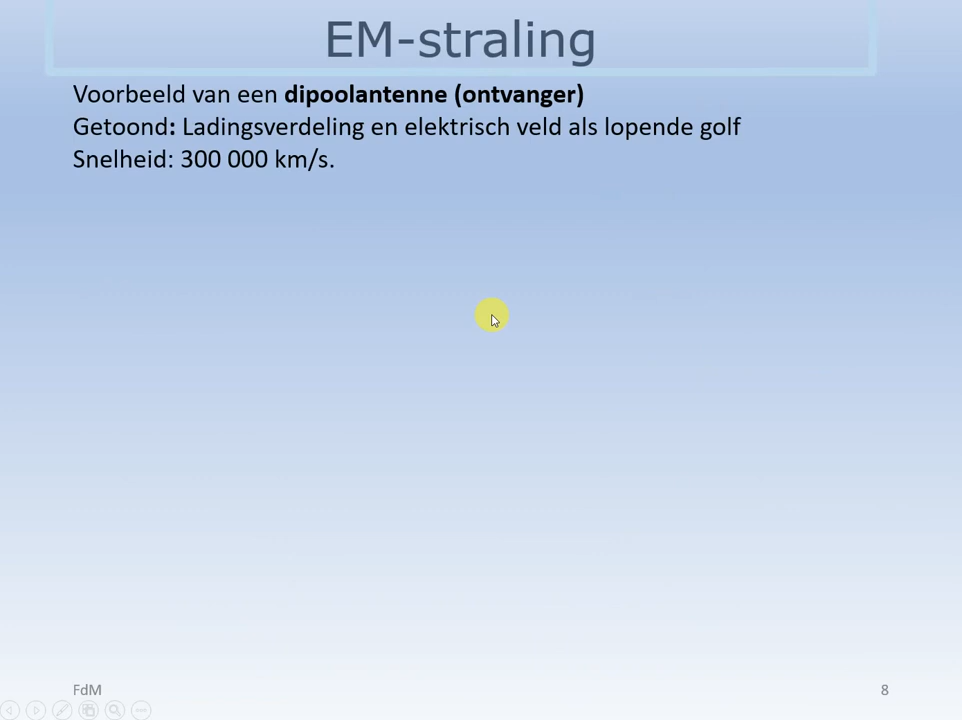 EM-straling
Voorbeeld van een dipoolantenne (ontvanger)
Getoond: Ladingsverdeling en elektrisch veld als lopende golf
Snelheid: 300 000 km/s.
FdM
8